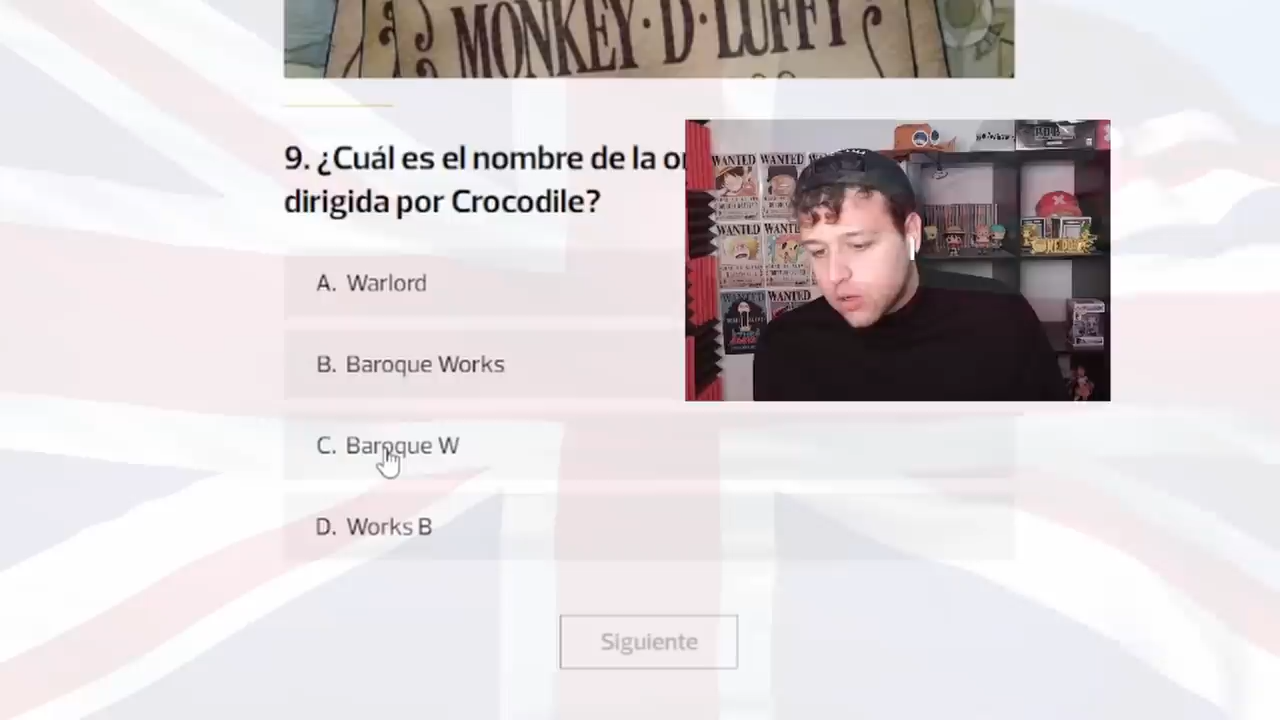 MONKEY·D·LUFFY
9. ¿Cuál es el nombre de la
dirigida por Crocodile?
A. Warlord
B. Baroque Works
C. Baroque W
D. Works B
Siguiente
WANTED WANTED
WANTED WANTED
WANTED WANTED